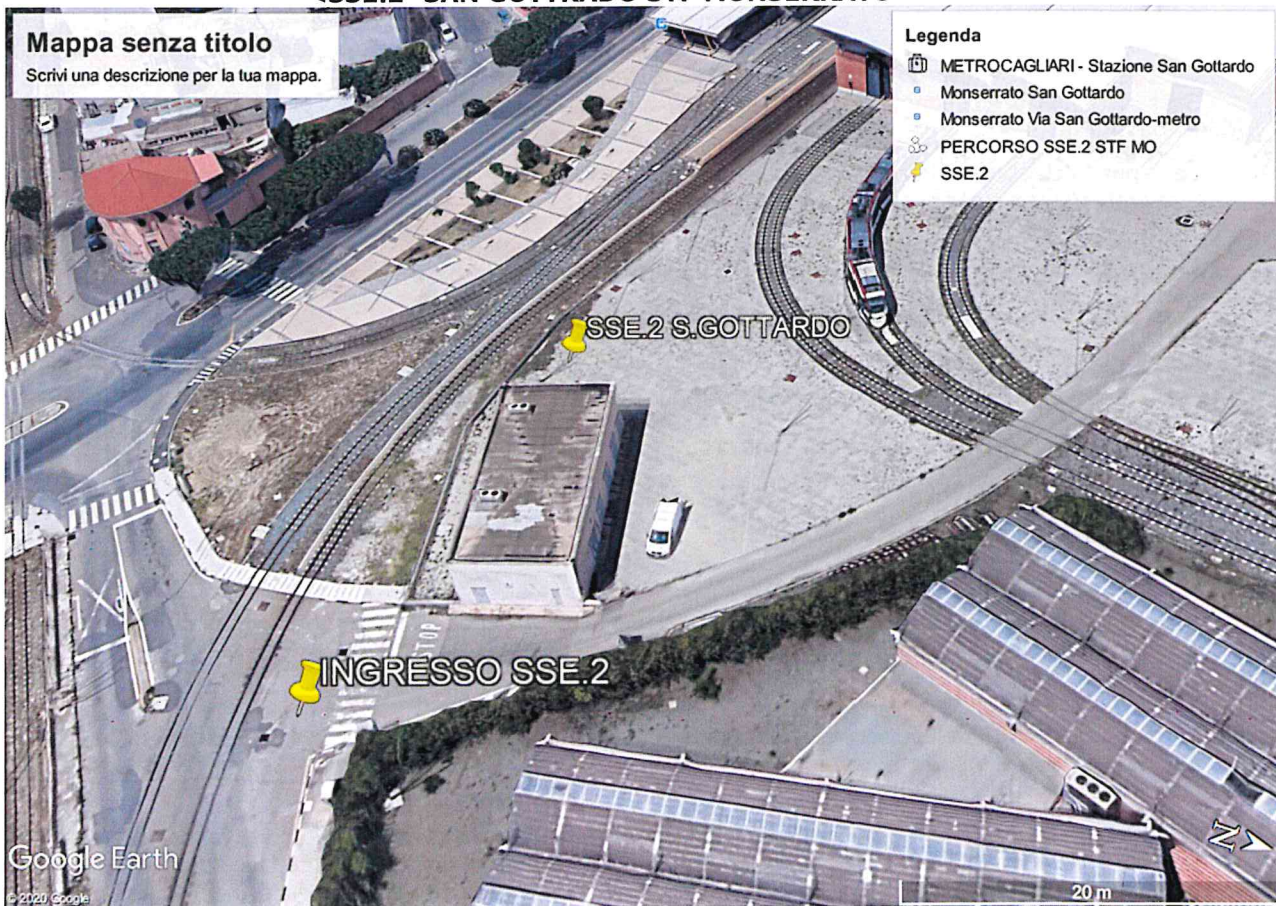 Mappa senza titolo
Scrivi una descrizione per la tua mappa.
Legenda
METROCAGLIARI - Stazione San Gottardo
Monserrato San Gottardo
Monserrato Via San Gottardo-metro
PERCORSO SSE.2 STF MO
SSE.2
SSE.2 S.GOTTARDO
STOP
INGRESSO SSE.2
Google Earth
© 2020 Google
N
20 m